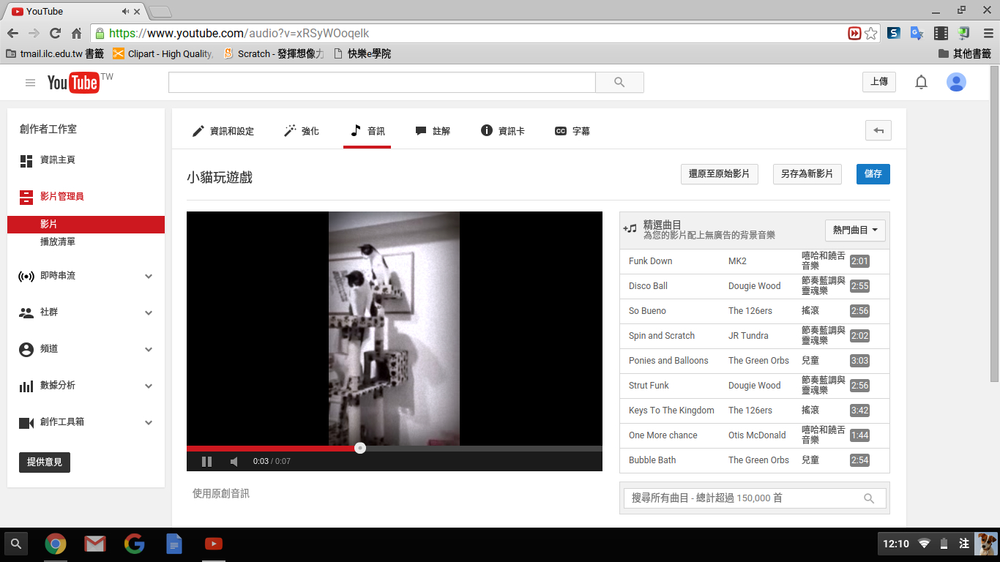 YouTube
https://www.youtube.com/audio?v=xRSyWOoqelk
tmail.ilc.edu.tw 書籤
Clipart - High Quality,
Scratch - 發揮想像力
快樂e學院
其他書籤
YouTube TW
上傳
創作者工作室
資訊主頁
影片管理員
影片
播放清單
即時串流
社群
頻道
數據分析
創作工具箱
提供意見
資訊和設定
強化
音訊
註解
資訊卡
CC 字幕
小貓玩遊戲
還原至原始影片
另存為新影片
儲存
0:03 / 0:07
使用原創音訊
精選曲目
為您的影片配上無廣告的背景音樂
熱門曲目
Funk Down MK2 嘻哈和饒舌音樂 2:01
Disco Ball Dougie Wood 節奏藍調與靈魂樂 2:55
So Bueno The 126ers 搖滾 2:56
Spin and Scratch JR Tundra 節奏藍調與靈魂樂 2:02
Ponies and Balloons The Green Orbs 兒童 3:03
Strut Funk Dougie Wood 節奏藍調與靈魂樂 2:56
Keys To The Kingdom The 126ers 搖滾 3:42
One More chance Otis McDonald 嘻哈和饒舌音樂 1:44
Bubble Bath The Green Orbs 兒童 2:54
搜尋所有曲目 - 總計超過 150,000 首
12:10
注